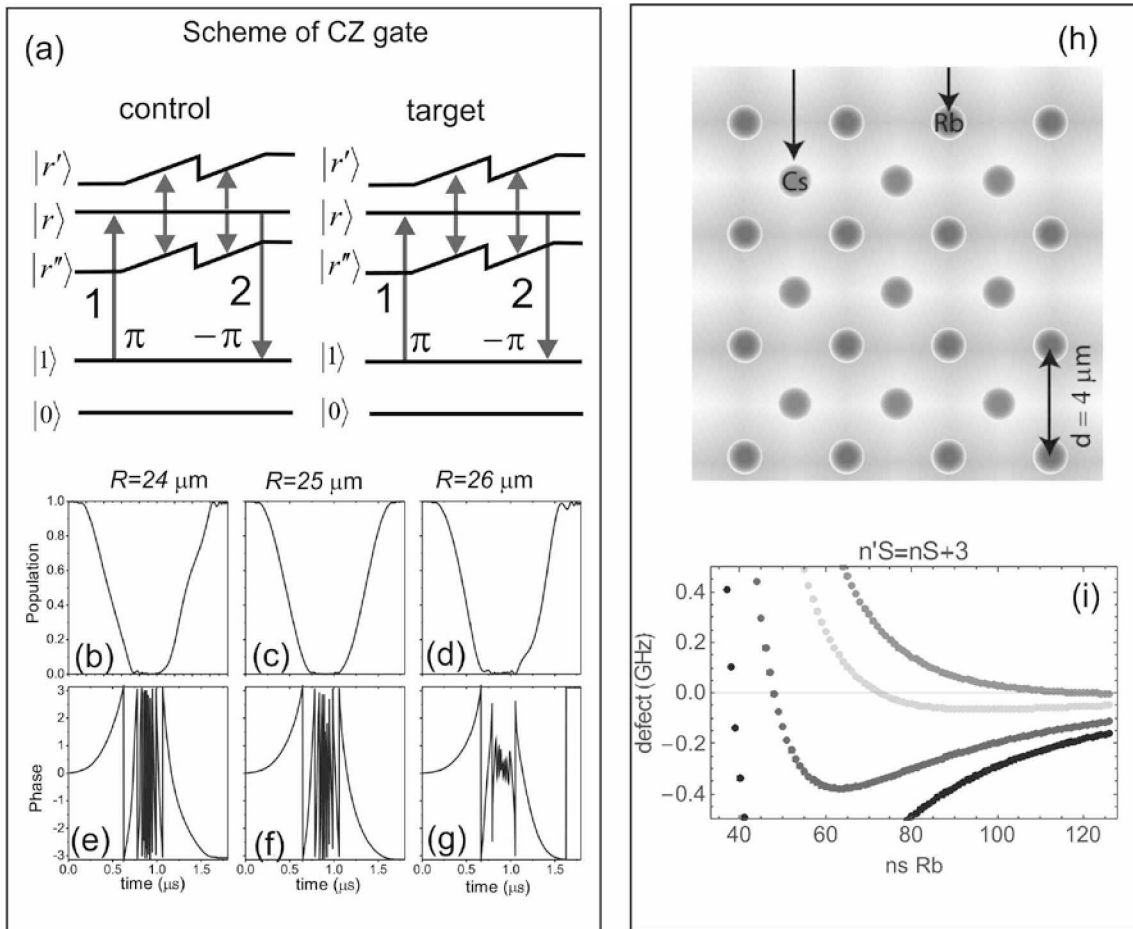 (a)
Scheme of CZ gate
control
target
|r'⟩
|r⟩
|r"⟩
1
2
π
−π
|1⟩
|0⟩
|r'⟩
|r⟩
|r"⟩
1
2
π
−π
|1⟩
|0⟩
R=24 μm
R=25 μm
R=26 μm
Population
1.0
0.8
0.6
0.4
0.2
0.0
(b)
(c)
(d)
Phase
3
2
1
0
-1
-2
-3
(e)
(f)
(g)
0.0 0.5 1.0 1.5
0.0 0.5 1.0 1.5
0.0 0.5 1.0 1.5
time (μs)
time (μs)
time (μs)
(h)
Rb
Cs
d = 4 μm
n'S=nS+3
(i)
defect (GHz)
0.4
0.2
0.0
−0.2
−0.4
40 60 80 100 120
ns Rb